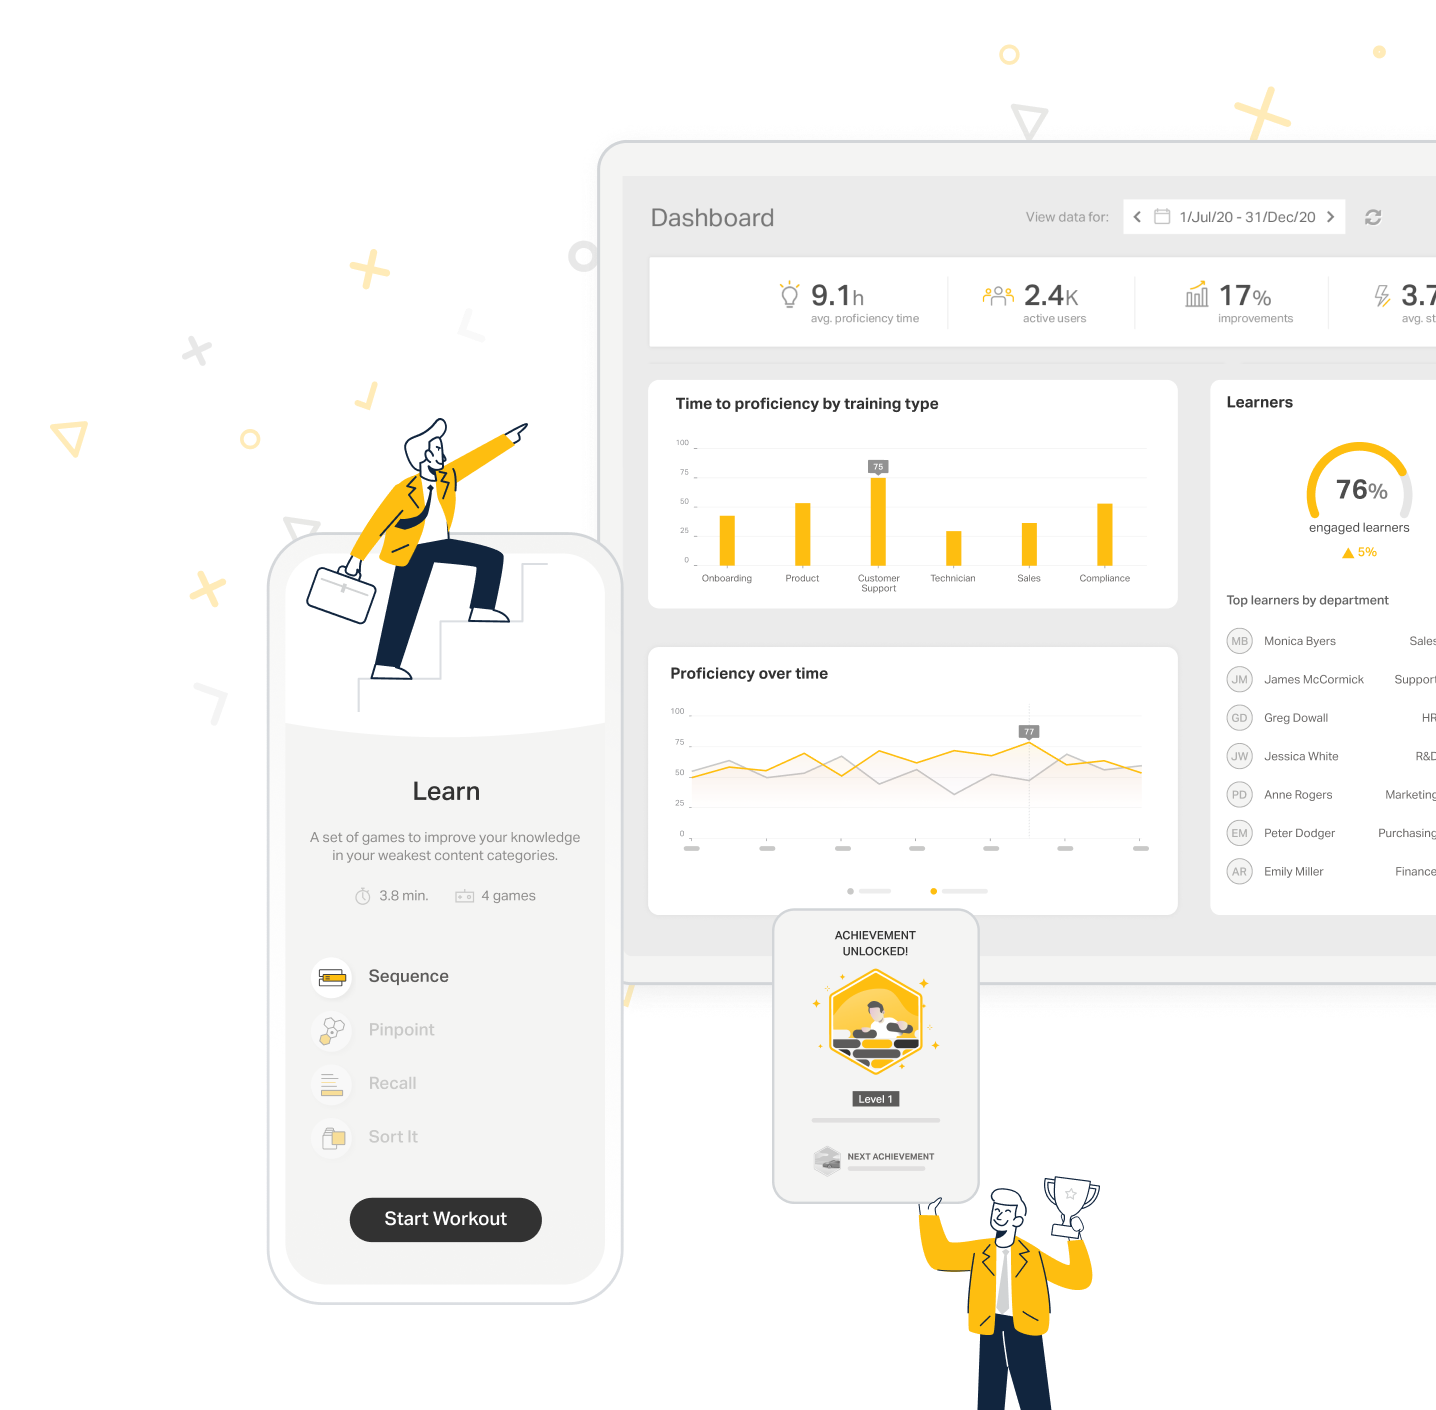 Dashboard
View data for:
1/Jul/20 - 31/Dec/20
9.1h
avg. proficiency time
2.4K
active users
17%
improvements
3.7
avg. st
Time to proficiency by training type
100
75
50
25
0
75
Onboarding
Product
Customer
Support
Technician
Sales
Compliance
Learners
76%
engaged learners
5%
Top learners by department
MB Monica Byers Sales
JM James McCormick Support
GD Greg Dowall HR
JW Jessica White R&D
PD Anne Rogers Marketing
EM Peter Dodger Purchasing
AR Emily Miller Finance
Proficiency over time
100
75
50
25
0
77
Learn
A set of games to improve your knowledge
in your weakest content categories.
3.8 min.
4 games
Sequence
Pinpoint
Recall
Sort It
Start Workout
ACHIEVEMENT
UNLOCKED!
Level 1
NEXT ACHIEVEMENT